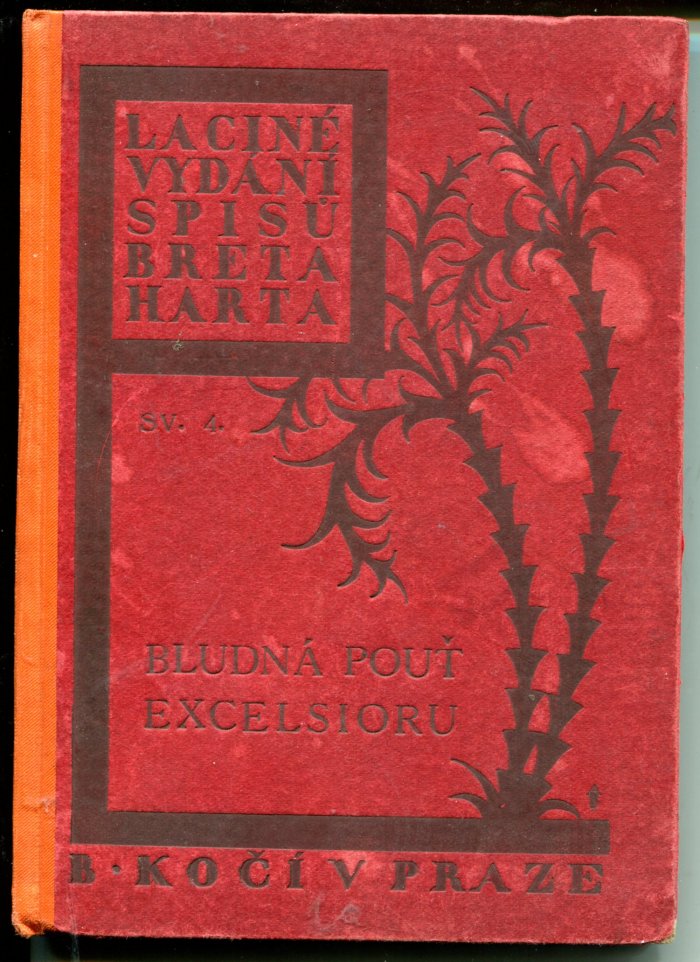 LACINÉ
VYDÁNÍ
SPISŮ
BRETA
HARTA
SV. 4.
BLUDNÁ POUŤ
EXCELSIORU
B • KOČÍ V PRAZE